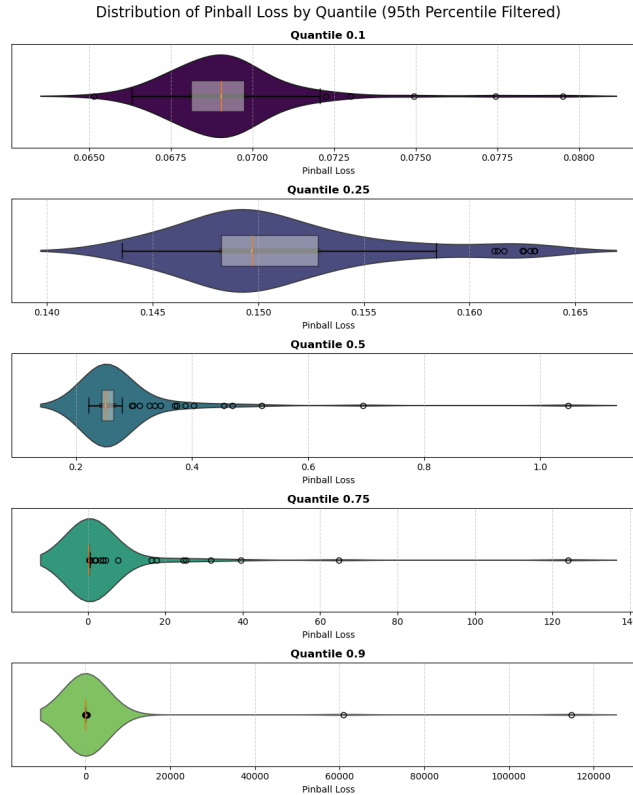 Distribution of Pinball Loss by Quantile (95th Percentile Filtered)
Quantile 0.1
0.0650 0.0675 0.0700 0.0725 0.0750 0.0775 0.0800
Pinball Loss
Quantile 0.25
0.140 0.145 0.150 0.155 0.160 0.165
Pinball Loss
Quantile 0.5
0.2 0.4 0.6 0.8 1.0
Pinball Loss
Quantile 0.75
0 20 40 60 80 100 120
Pinball Loss
Quantile 0.9
0 20000 40000 60000 80000 100000 120000
Pinball Loss